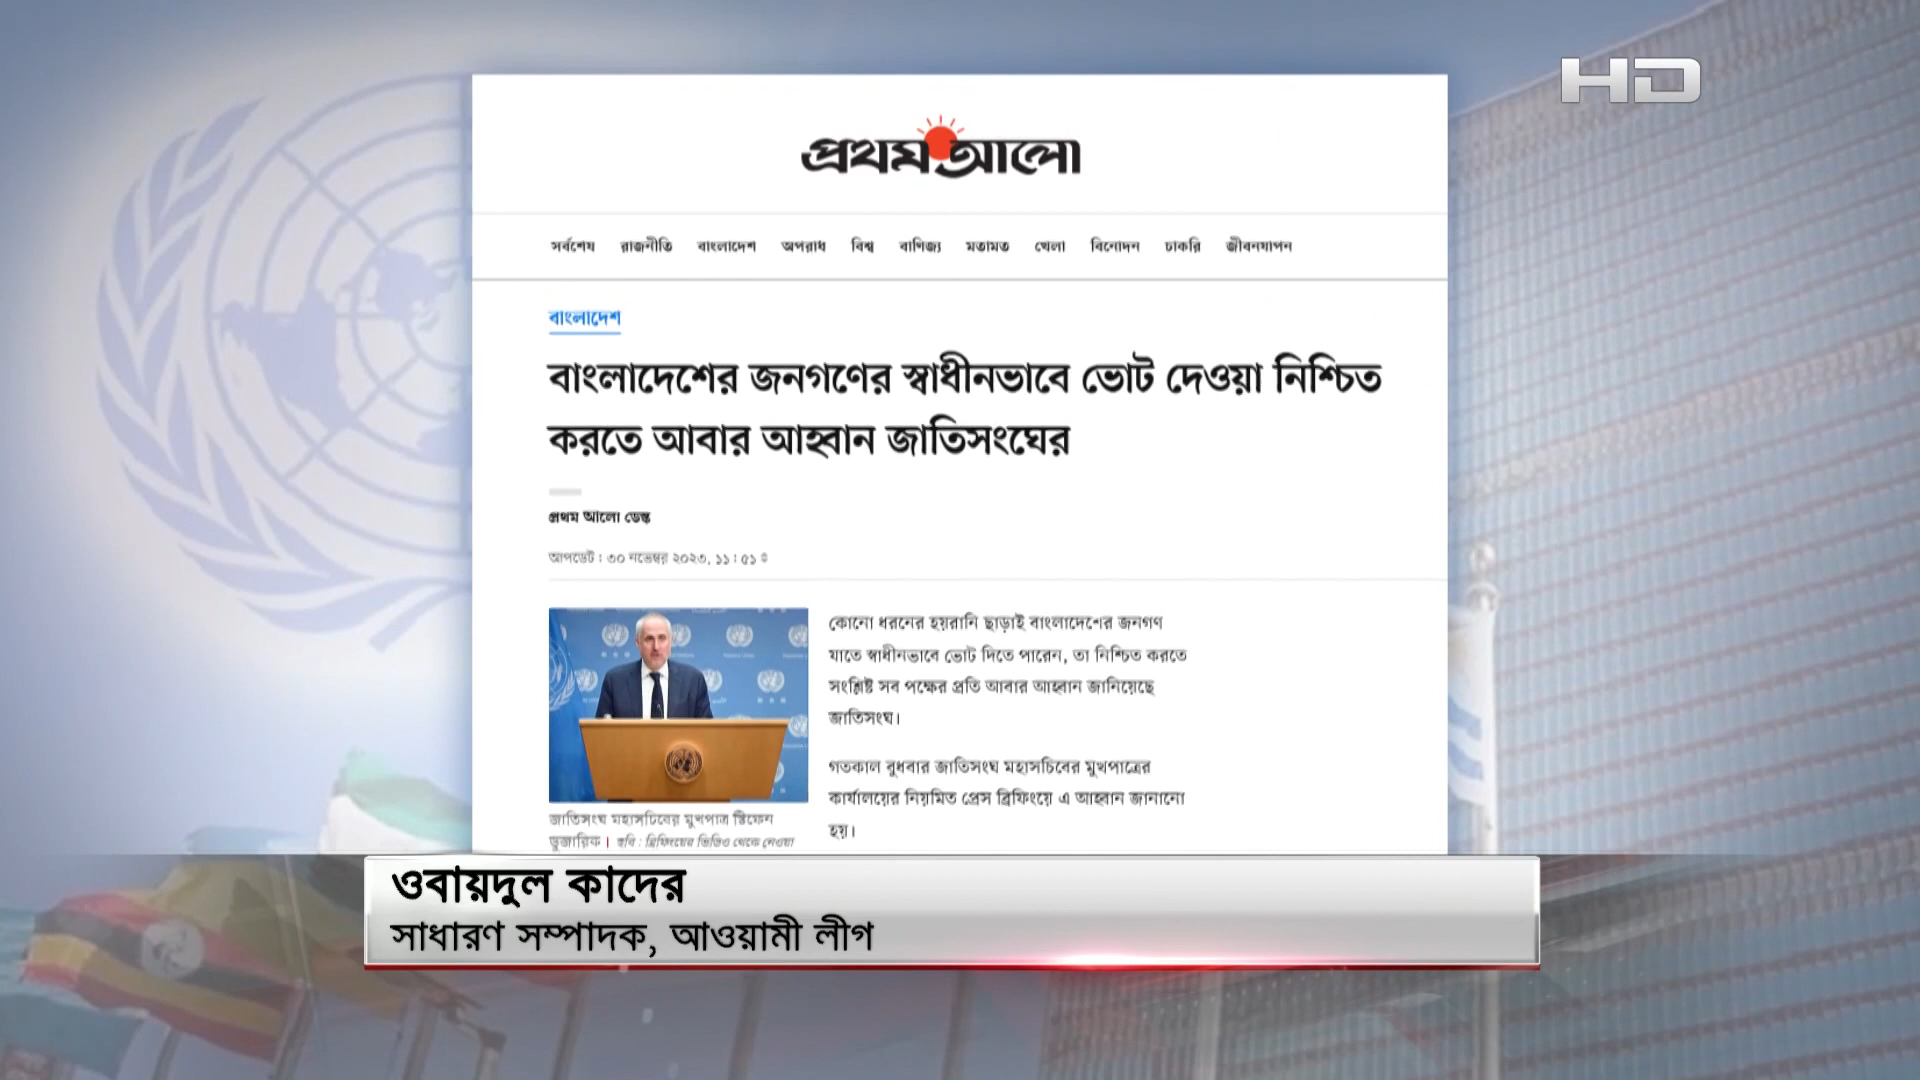 HD
প্রথম আলো
সর্বশেষ রাজনীতি বাংলাদেশ অপরাধ বিশ্ব বাণিজ্য মতামত খেলা বিনোদন চাকরি জীবনযাপন
বাংলাদেশ
বাংলাদেশের জনগণের স্বাধীনভাবে ভোট দেওয়া নিশ্চিত
করতে আবার আহ্বান জাতিসংঘের
প্রথম আলো ডেস্ক
আপডেট: ৩০ নভেম্বর ২০২৩, ১১: ৫১
কোনো ধরনের হয়রানি ছাড়াই বাংলাদেশের জনগণ
যাতে স্বাধীনভাবে ভোট দিতে পারেন, তা নিশ্চিত করতে
সংশ্লিষ্ট সব পক্ষের প্রতি আবার আহ্বান জানিয়েছে
জাতিসংঘ।
গতকাল বুধবার জাতিসংঘ মহাসচিবের মুখপাত্রের
কার্যালয়ের নিয়মিত প্রেস ব্রিফিংয়ে এ আহ্বান জানানো
হয়।
জাতিসংঘ মহাসচিবের মুখপাত্র স্টিফেন
ডুজারিক | ছবি: ব্রিফিংয়ের ভিডিও থেকে নেওয়া
ওবায়দুল কাদের
সাধারণ সম্পাদক, আওয়ামী লীগ